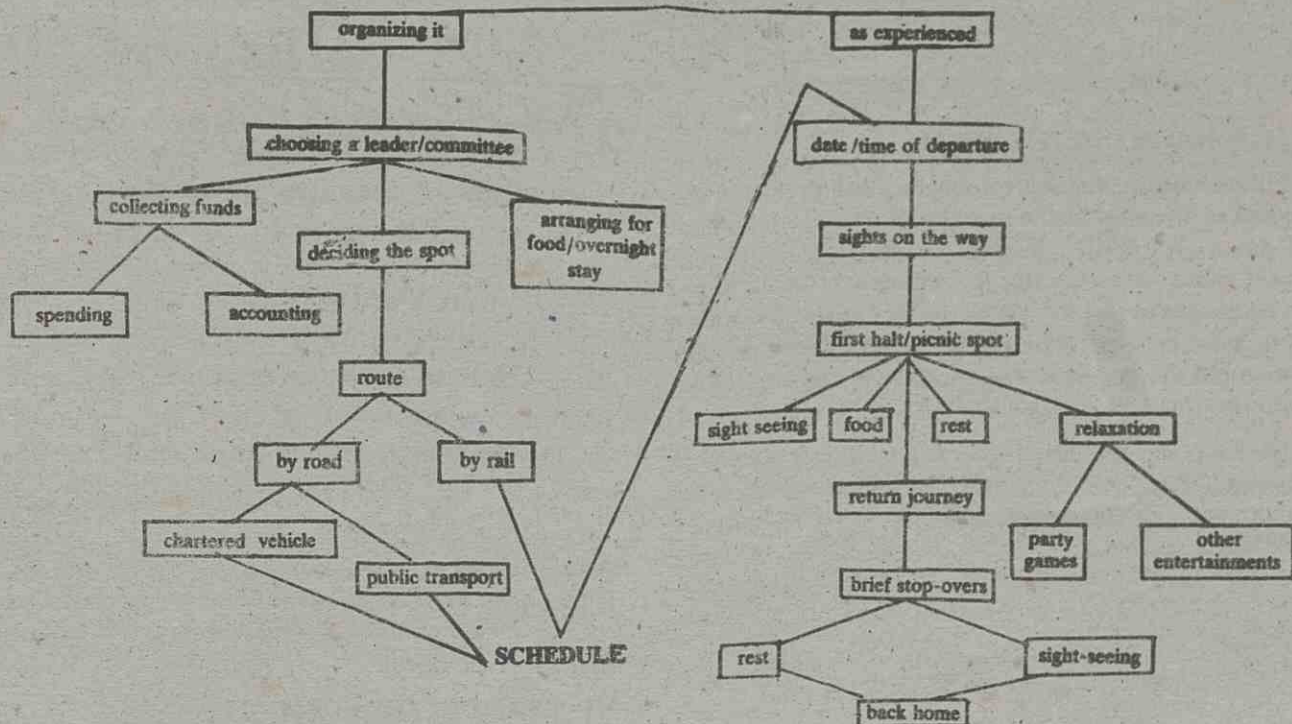 organizing it
as experienced
choosing a leader/committee
date/time of departure
collecting funds
deciding the spot
arranging for
food/overnight
stay
sights on the way
spending
accounting
first halt/picnic spot
route
sight seeing
food
rest
relaxation
by road
by rail
return journey
chartered vehicle
public transport
party
games
other
entertainments
brief stop-overs
SCHEDULE
rest
sight-seeing
back home